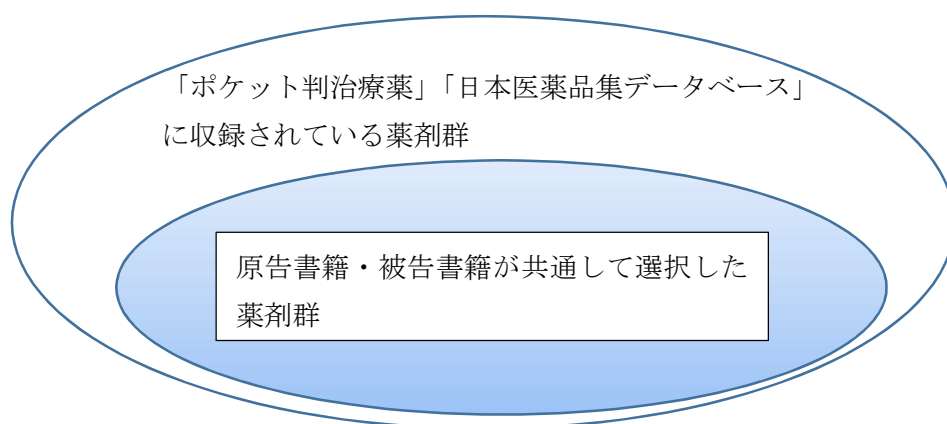 「ポケット判治療薬」「日本医薬品集データベース」
に収録されている薬剤群
原告書籍・被告書籍が共通して選択した
薬剤群